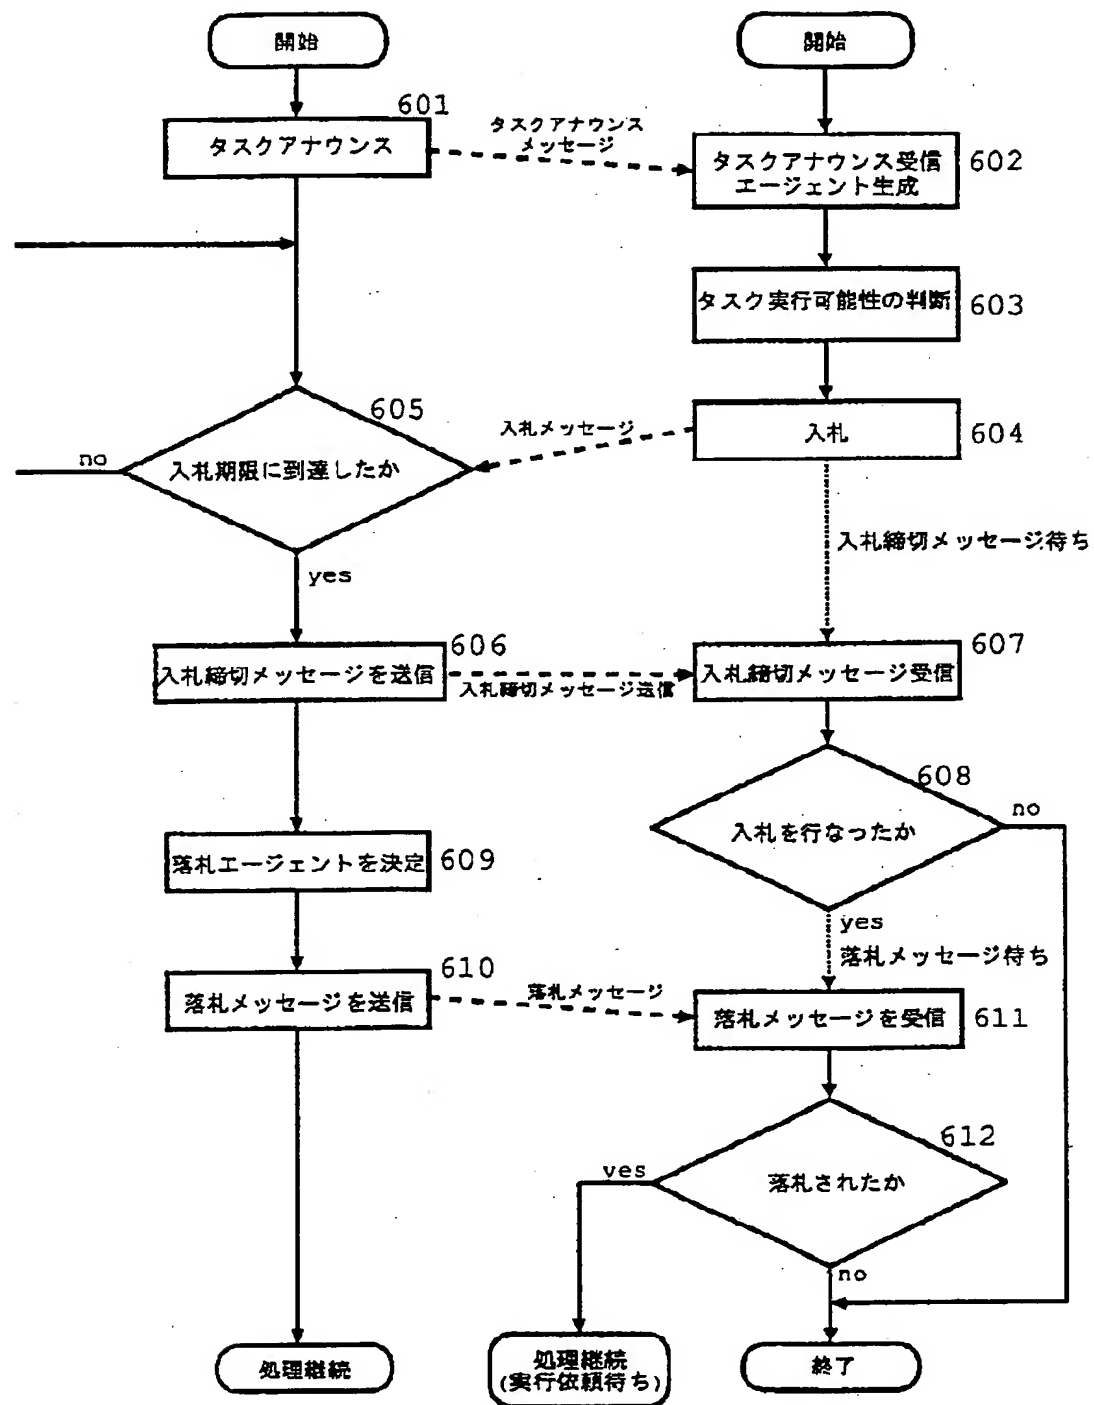 開始
開始
601
タスクアナウンス
タスクアナウンス
メッセージ
タスクアナウンス受信
エージェント生成
602
タスク実行可能性の判断
603
605
入札期限に到達したか
no
入札メッセージ
入札
604
入札締切メッセージ待ち
yes
606
入札締切メッセージを送信
入札締切メッセージ送信
607
入札締切メッセージ受信
608
no
入札を行なったか
落札エージェントを決定
609
yes
落札メッセージ待ち
610
落札メッセージを送信
落札メッセージ
落札メッセージを受信
611
612
yes
落札されたか
no
処理継続
処理継続
(実行依頼待ち)
終了